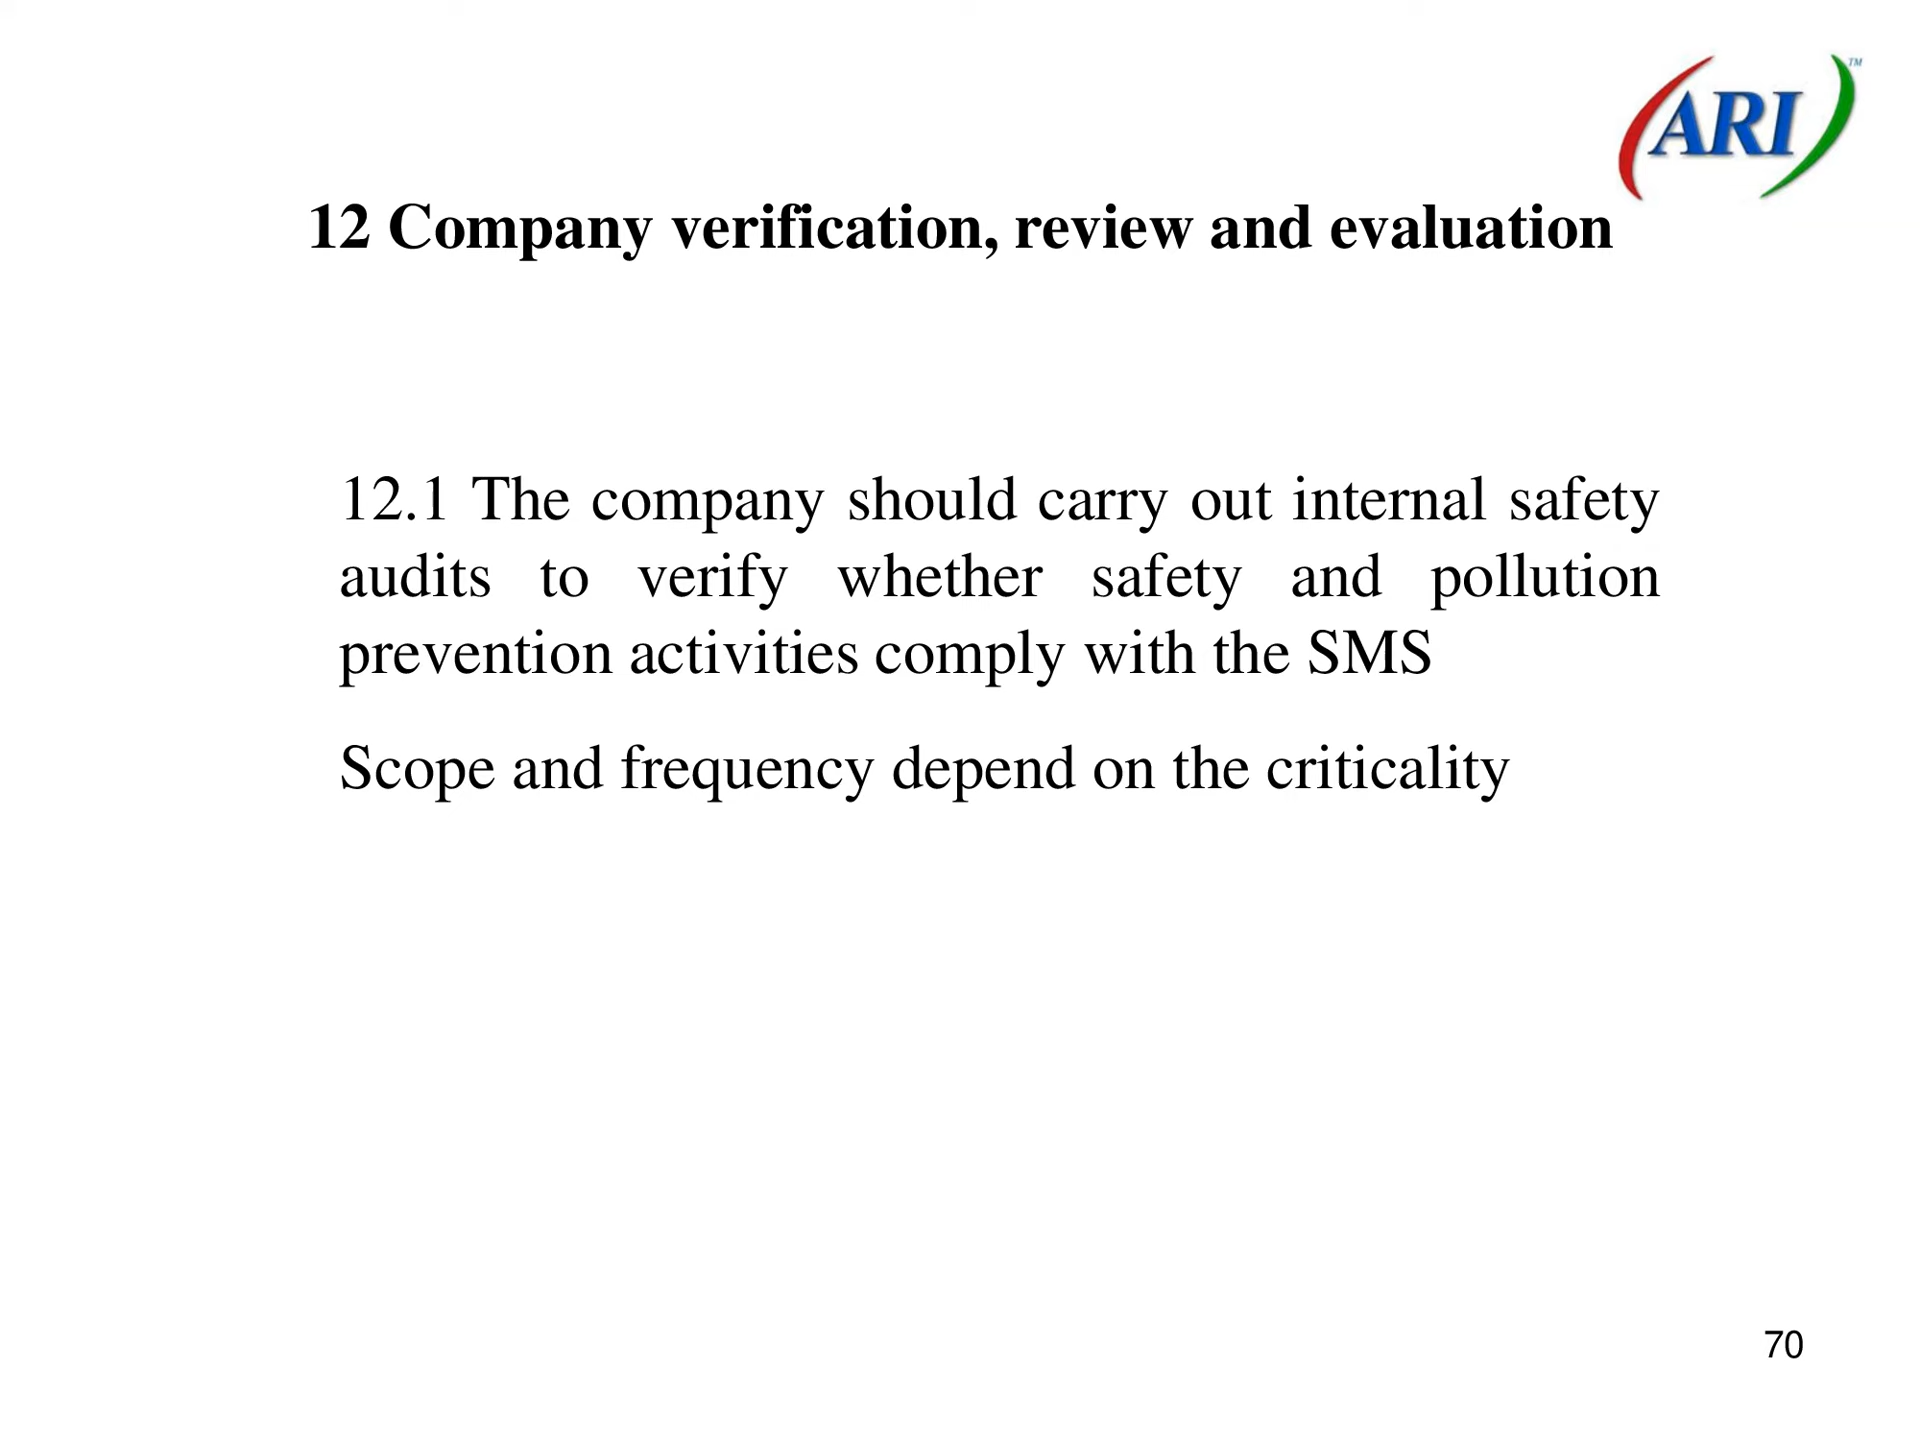 ARI TM
12 Company verification, review and evaluation
12.1 The company should carry out internal safety
audits to verify whether safety and pollution
prevention activities comply with the SMS
Scope and frequency depend on the criticality
70